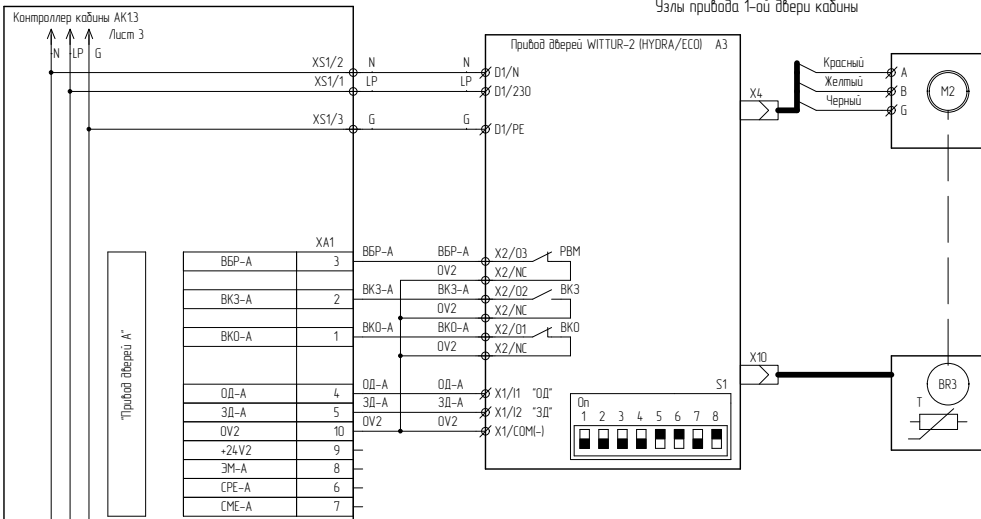 Узлы привода 1-ой двери кабины
Контроллер кабины АК1.3
Лист 3
N LP G
XS1/2 N N D1/N
XS1/1 LP LP D1/230
XS1/3 G G D1/PE
Привод дверей WITTUR-2 (HYDRA/ECO) А3
X4
Красный A
Желтый B
Черный G
M2
"Привод дверей А"
XA1
ВБР-А 3 ВБР-А ВБР-А X2/03 РВМ
0V2 X2/NC
ВКЗ-А 2 ВКЗ-А ВКЗ-А X2/02 ВКЗ
0V2 X2/NC
ВКО-А 1 ВКО-А ВКО-А X2/01 ВКО
0V2 X2/NC
ОД-А 4 ОД-А ОД-А X1/I1 "ОД"
ЗД-А 5 ЗД-А ЗД-А X1/I2 "ЗД"
0V2 10 0V2 0V2 X1/COM(-)
+24V2 9
ЭМ-А 8
СРЕ-А 6
СМЕ-А 7
S1
On
1 2 3 4 5 6 7 8
X10
BR3
T